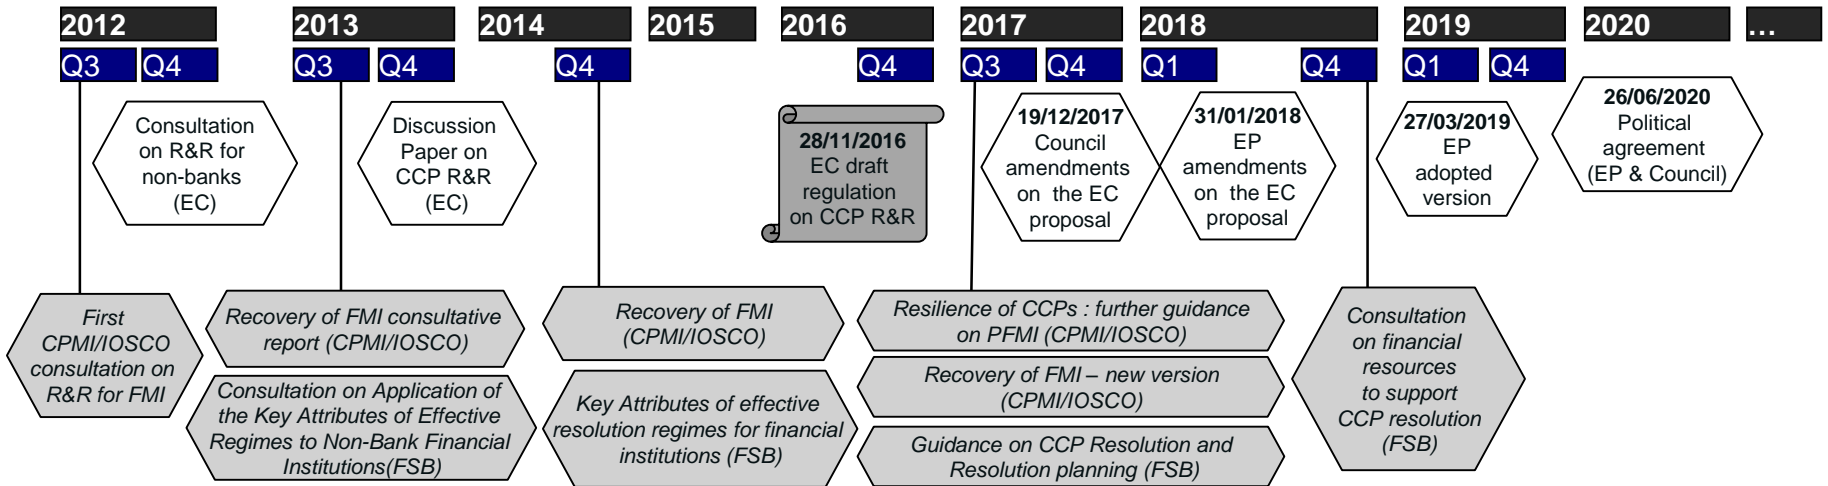 2012
2013
2014
2015
2016
2017
2018
2019
2020
...
Q3
Q4
Q3
Q4
Q4
Q4
Q3
Q4
Q1
Q4
Q1
Q4
Consultation
on R&R for
non-banks
(EC)
Discussion
Paper on
CCP R&R
(EC)
28/11/2016
EC draft
regulation
on CCP R&R
19/12/2017
Council
amendments
on the EC
proposal
31/01/2018
EP
amendments
on the EC
proposal
27/03/2019
EP
adopted
version
26/06/2020
Political
agreement
(EP & Council)
First
CPMI/IOSCO
consultation on
R&R for FMI
Recovery of FMI consultative
report (CPMI/IOSCO)
Consultation on Application of
the Key Attributes of Effective
Regimes to Non-Bank Financial
Institutions(FSB)
Recovery of FMI
(CPMI/IOSCO)
Key Attributes of effective
resolution regimes for financial
institutions (FSB)
Resilience of CCPs : further guidance
on PFMI (CPMI/IOSCO)
Recovery of FMI – new version
(CPMI/IOSCO)
Guidance on CCP Resolution and
Resolution planning (FSB)
Consultation
on financial
resources
to support
CCP resolution
(FSB)